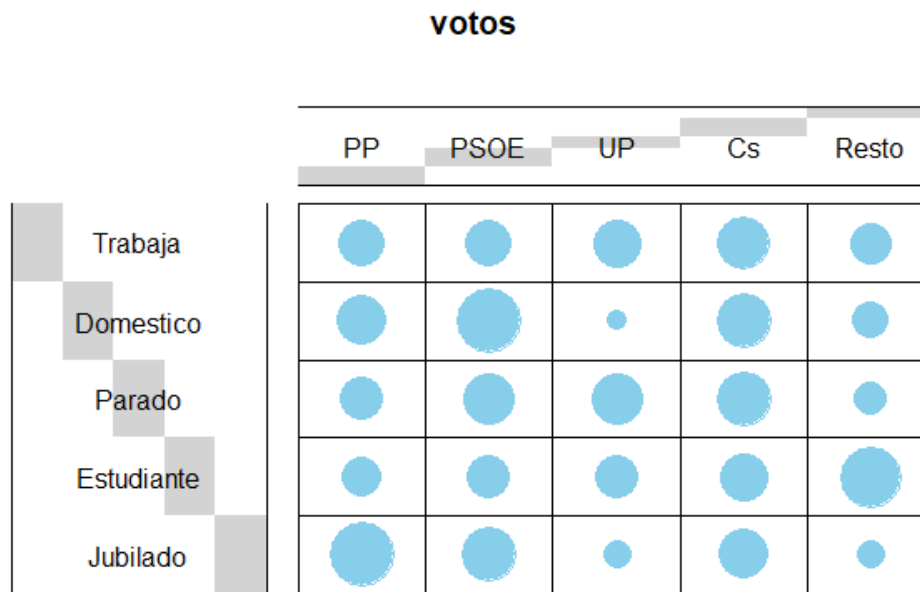 votos
PP PSOE UP Cs Resto
Trabaja
Domestico
Parado
Estudiante
Jubilado